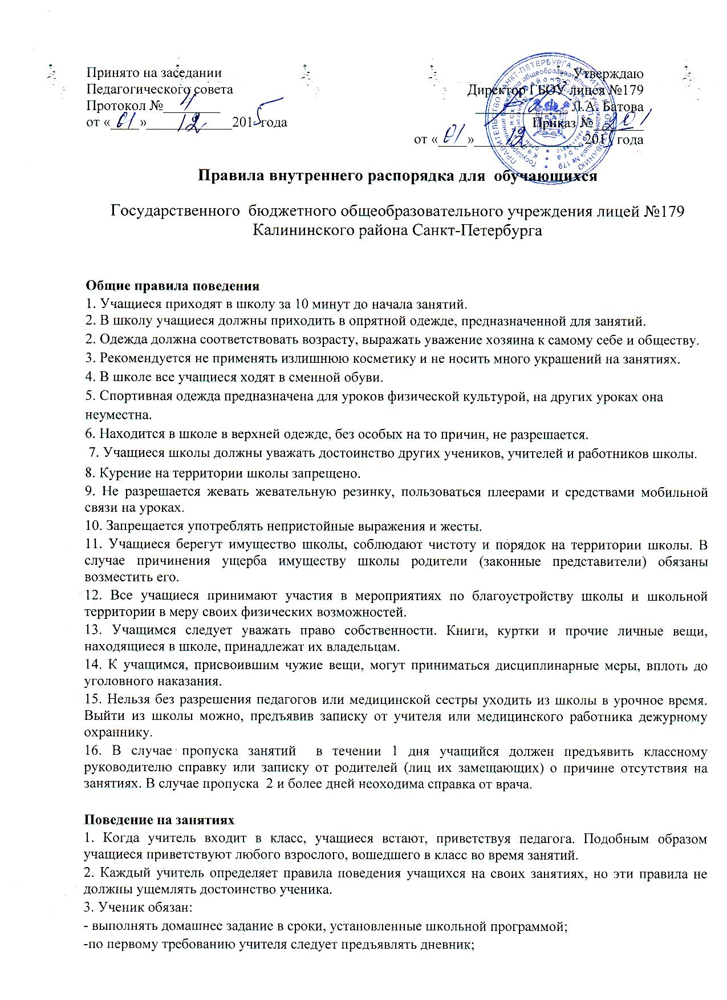 Принято на заседании
Педагогического совета
Протокол № 4
от « 01 » 12 2015 года
Утверждаю
Директор ГБОУ лицея №179
Л.А. Батова
Приказ № 201
от « 01 » 12 201 года
Правила внутреннего распорядка для обучающихся
Государственного бюджетного общеобразовательного учреждения лицей №179
Калининского района Санкт-Петербурга
Общие правила поведения
1. Учащиеся приходят в школу за 10 минут до начала занятий.
2. В школу учащиеся должны приходить в опрятной одежде, предназначенной для занятий.
2. Одежда должна соответствовать возрасту, выражать уважение хозяина к самому себе и обществу.
3. Рекомендуется не применять излишнюю косметику и не носить много украшений на занятиях.
4. В школе все учащиеся ходят в сменной обуви.
5. Спортивная одежда предназначена для уроков физической культурой, на других уроках она
неуместна.
6. Находится в школе в верхней одежде, без особых на то причин, не разрешается.
7. Учащиеся школы должны уважать достоинство других учеников, учителей и работников школы.
8. Курение на территории школы запрещено.
9. Не разрешается жевать жевательную резинку, пользоваться плеерами и средствами мобильной
связи на уроках.
10. Запрещается употреблять непристойные выражения и жесты.
11. Учащиеся берегут имущество школы, соблюдают чистоту и порядок на территории школы. В
случае причинения ущерба имуществу школы родители (законные представители) обязаны
возместить его.
12. Все учащиеся принимают участия в мероприятиях по благоустройству школы и школьной
территории в меру своих физических возможностей.
13. Учащимся следует уважать право собственности. Книги, куртки и прочие личные вещи,
находящиеся в школе, принадлежат их владельцам.
14. К учащимся, присвоившим чужие вещи, могут приниматься дисциплинарные меры, вплоть до
уголовного наказания.
15. Нельзя без разрешения педагогов или медицинской сестры уходить из школы в урочное время.
Выйти из школы можно, предъявив записку от учителя или медицинского работника дежурному
охраннику.
16. В случае пропуска занятий в течении 1 дня учащийся должен предъявить классному
руководителю справку или записку от родителей (лиц их замещающих) о причине отсутствия на
занятиях. В случае пропуска 2 и более дней неоходима справка от врача.
Поведение на занятиях
1. Когда учитель входит в класс, учащиеся встают, приветствуя педагога. Подобным образом
учащиеся приветствуют любого взрослого, вошедшего в класс во время занятий.
2. Каждый учитель определяет правила поведения учащихся на своих занятиях, но эти правила не
должны ущемлять достоинство ученика.
3. Ученик обязан:
- выполнять домашнее задание в сроки, установленные школьной программой;
-по первому требованию учителя следует предъявлять дневник;